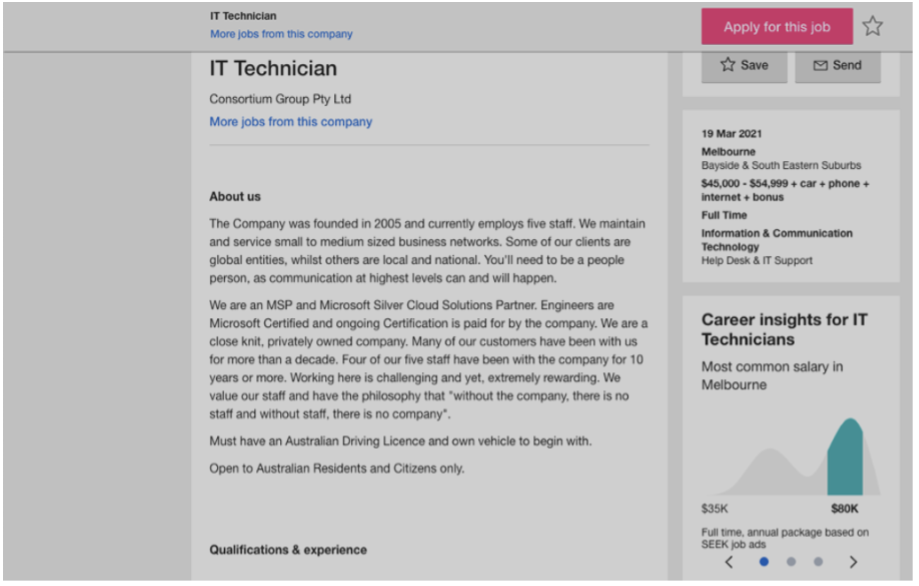 IT Technician
More jobs from this company
Apply for this job
IT Technician
Consortium Group Pty Ltd
More jobs from this company
About us
The Company was founded in 2005 and currently employs five staff. We maintain
and service small to medium sized business networks. Some of our clients are
global entities, whilst others are local and national. You'll need to be a people
person, as communication at highest levels can and will happen.
We are an MSP and Microsoft Silver Cloud Solutions Partner. Engineers are
Microsoft Certified and ongoing Certification is paid for by the company. We are a
close knit, privately owned company. Many of our customers have been with us
for more than a decade. Four of our five staff have been with the company for 10
years or more. Working here is challenging and yet, extremely rewarding. We
value our staff and have the philosophy that "without the company, there is no
staff and without staff, there is no company".
Must have an Australian Driving Licence and own vehicle to begin with.
Open to Australian Residents and Citizens only.
Qualifications & experience
Save
Send
19 Mar 2021
Melbourne
Bayside & South Eastern Suburbs
$45,000 - $54,999 + car + phone +
internet + bonus
Full Time
Information & Communication
Technology
Help Desk & IT Support
Career insights for IT
Technicians
Most common salary in
Melbourne
$35K
$80K
Full time, annual package based on
SEEK job ads